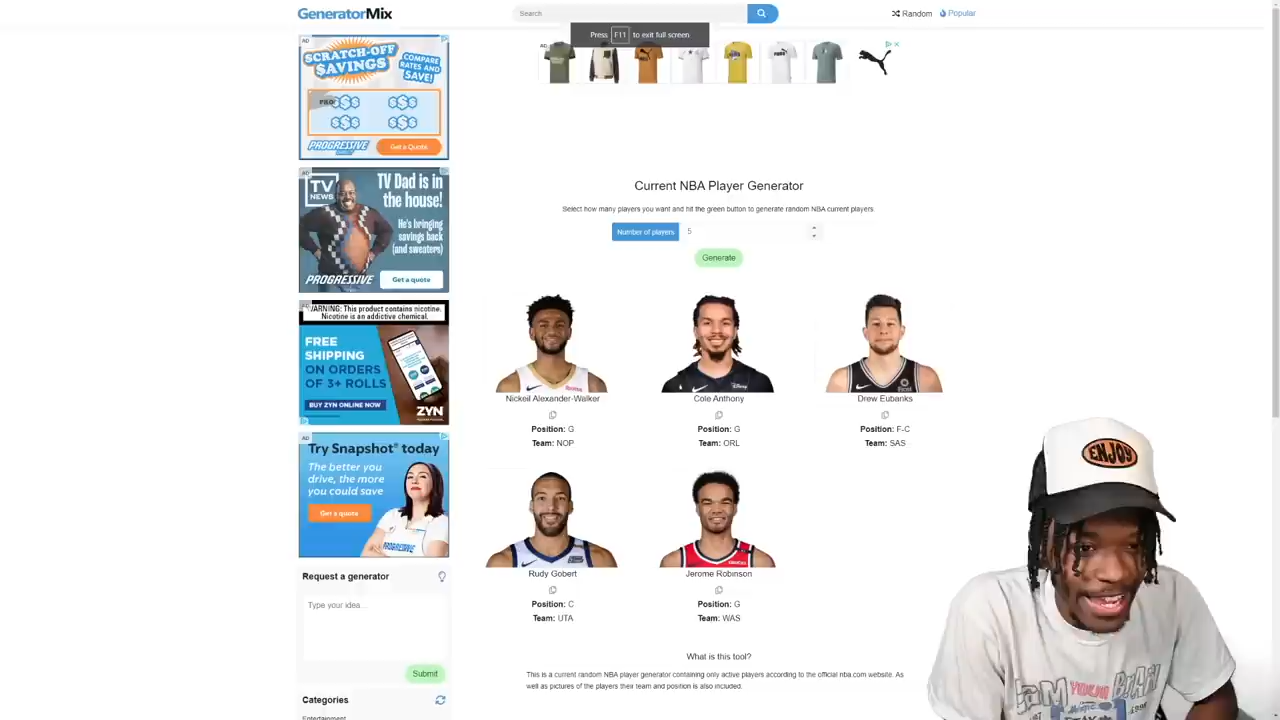 GeneratorMix
Search
Random
Popular
Press F11 to exit full screen
AD
SCRATCH-OFF
$AVINGS
COMPARE
RATES AND
SAVE!
PROGRESSIVE
Get a Quote
AD
PUMA
AD
TV
NEWS
TV Dad is in
the house!
He's bringing
savings back
(and sweaters)
PROGRESSIVE
Get a quote
WARNING: This product contains nicotine.
Nicotine is an addictive chemical.
FREE
SHIPPING
ON ORDERS
OF 3+ ROLLS
BUY ZYN ONLINE NOW
ZYN
AD
Try Snapshot® today
The better you
drive, the more
you could save
Get a quote
PROGRESSIVE
Request a generator
Type your idea...
Submit
Categories
Entertainment
Current NBA Player Generator
Select how many players you want and hit the green button to generate random NBA current players
Number of players
5
Generate
Nickeil Alexander-Walker
Position: G
Team: NOP
Cole Anthony
Position: G
Team: ORL
Drew Eubanks
Position: F-C
Team: SAS
Rudy Gobert
Position: C
Team: UTA
Jerome Robinson
Position: G
Team: WAS
What is this tool?
This is a current random NBA player generator containing only active players according to the official nba.com website. As
well as pictures of the players their team and position is also included.
ENJOY